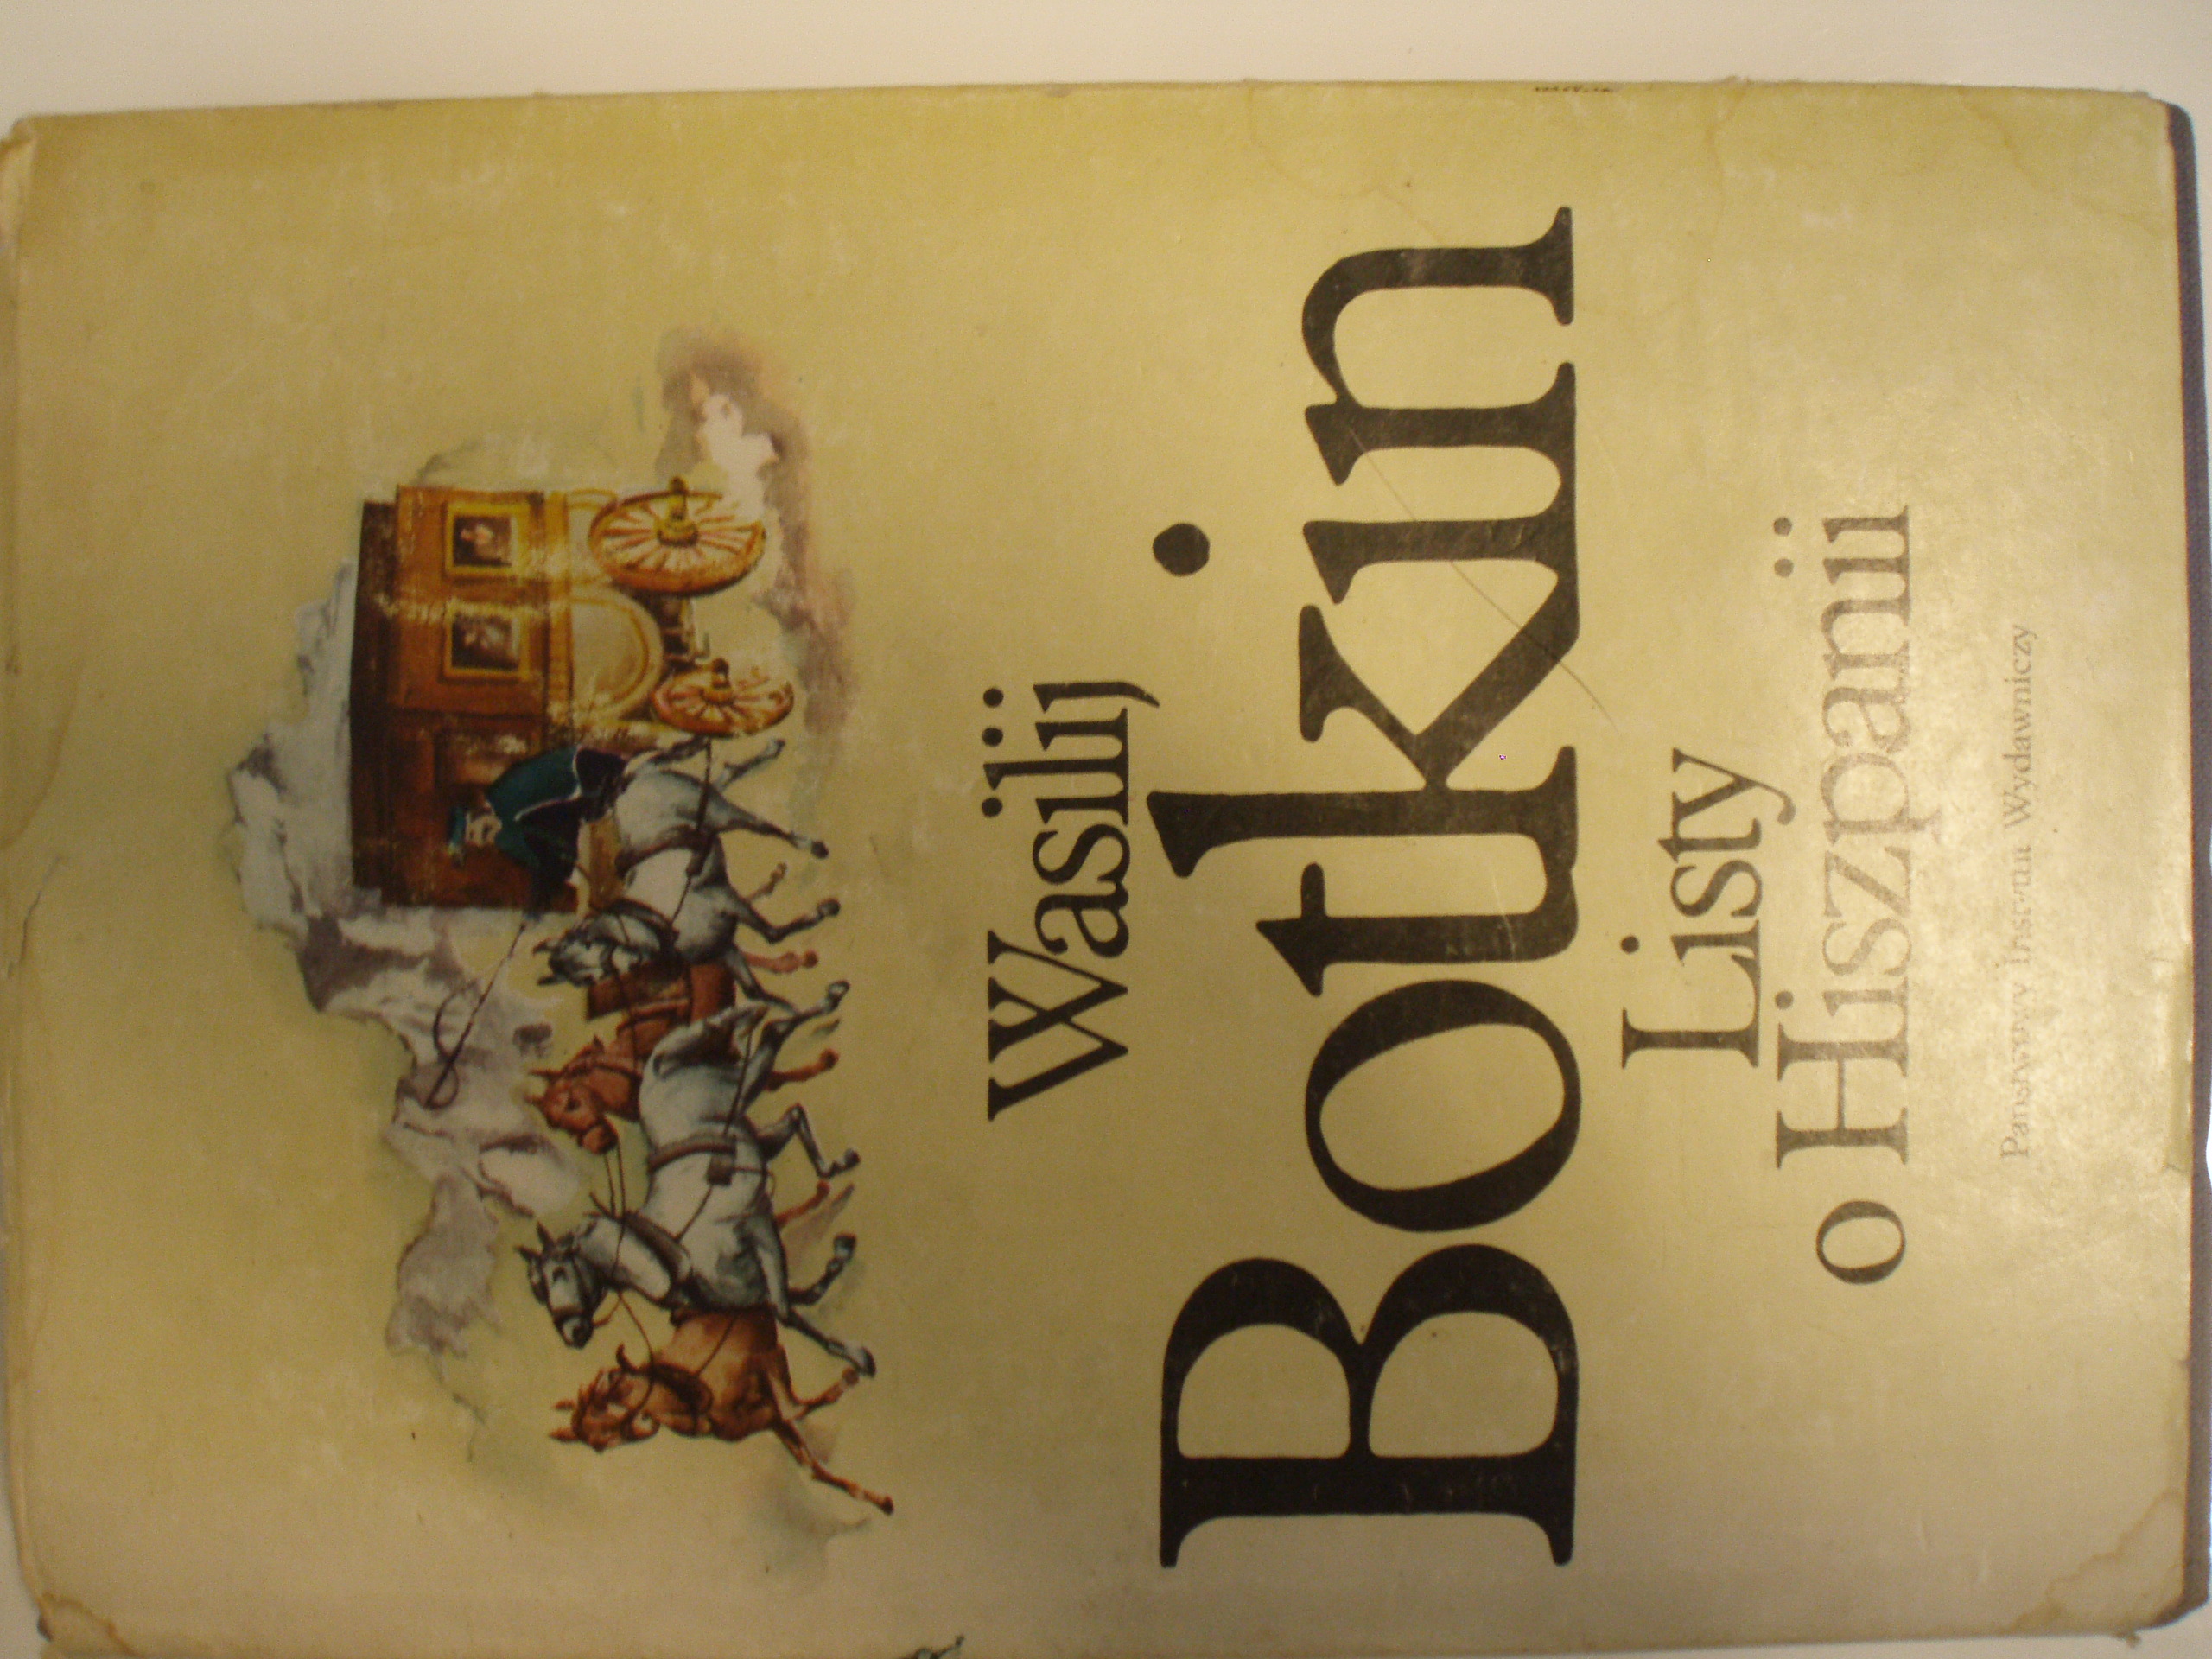 Wasilij
Botkin
Listy
o Hiszpanii
Państwowy Instytut Wydawniczy